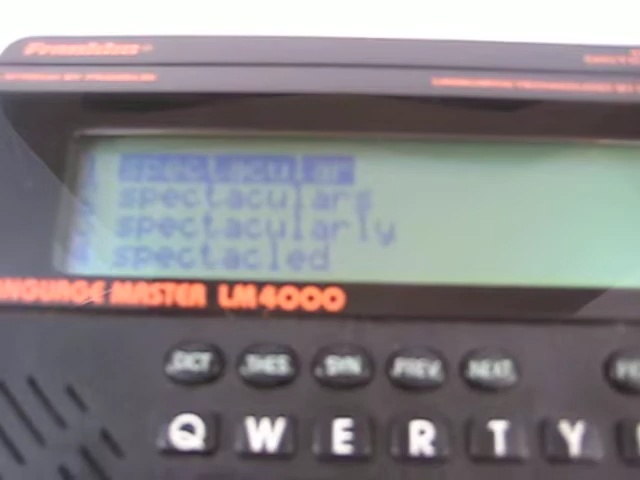 Franklin
spectacular
spectaculars
spectacularly
spectacled
LANGUAGE MASTER LM4000
DICT THES SYN PREV NEXT
Q W E R T Y